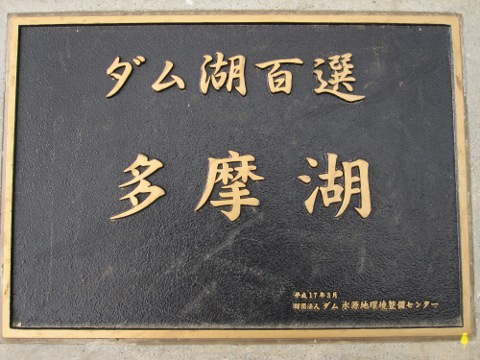 ダム湖百選
多摩湖
平成17年3月
財団法人 ダム水源地環境整備センター